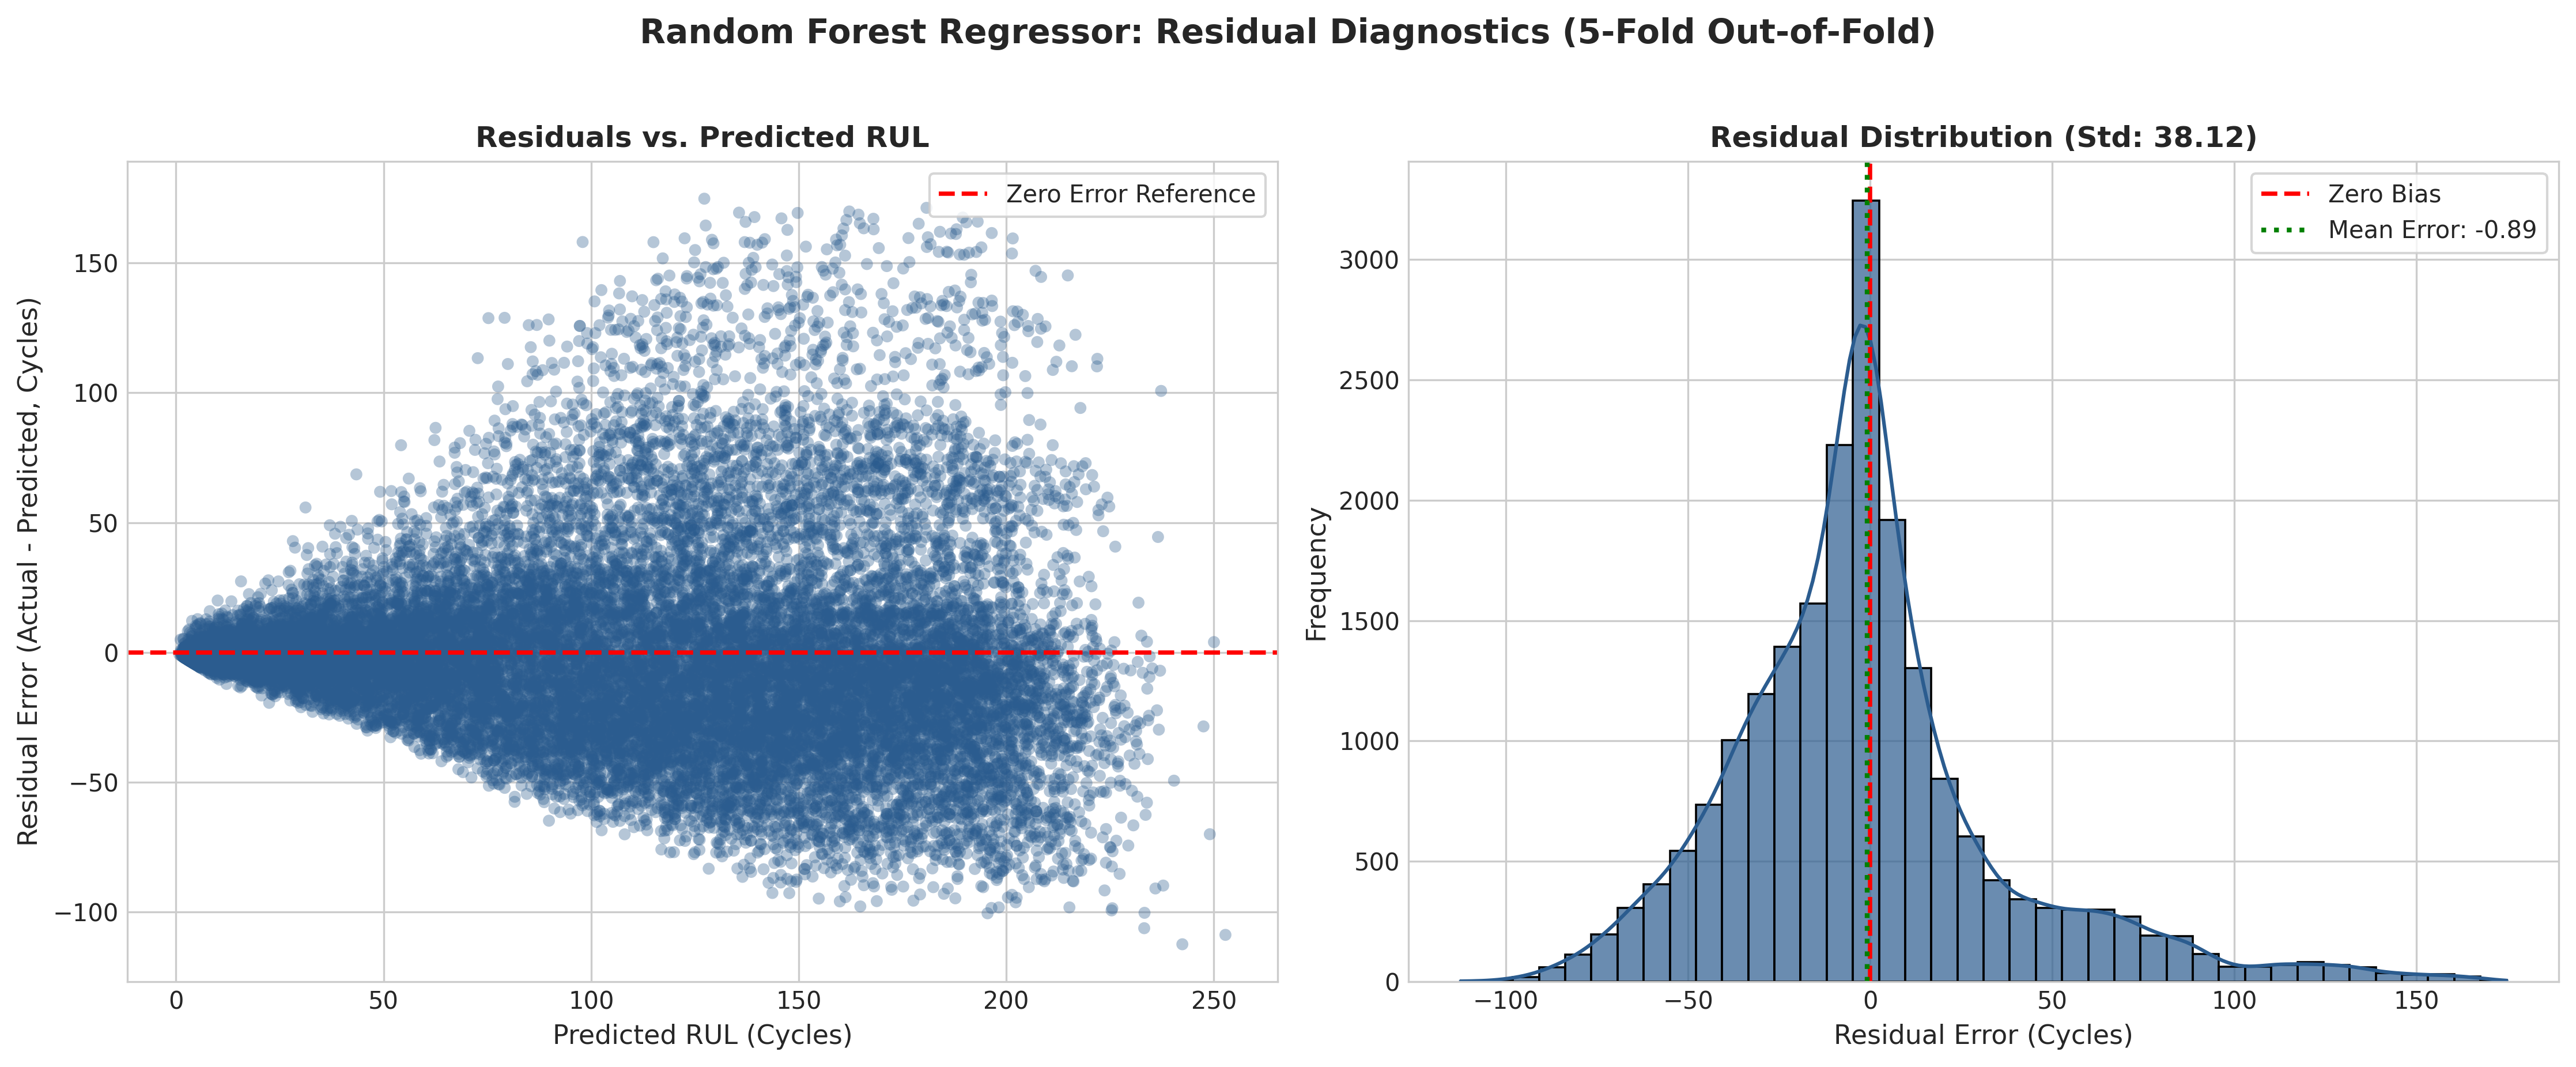 Random Forest Regressor: Residual Diagnostics (5-Fold Out-of-Fold)
Residuals vs. Predicted RUL
Zero Error Reference
Residual Error (Actual - Predicted, Cycles)
150
100
50
0
−50
−100
0 50 100 150 200 250
Predicted RUL (Cycles)
Residual Distribution (Std: 38.12)
Zero Bias
Mean Error: -0.89
Frequency
3000
2500
2000
1500
1000
500
0
−100 −50 0 50 100 150
Residual Error (Cycles)